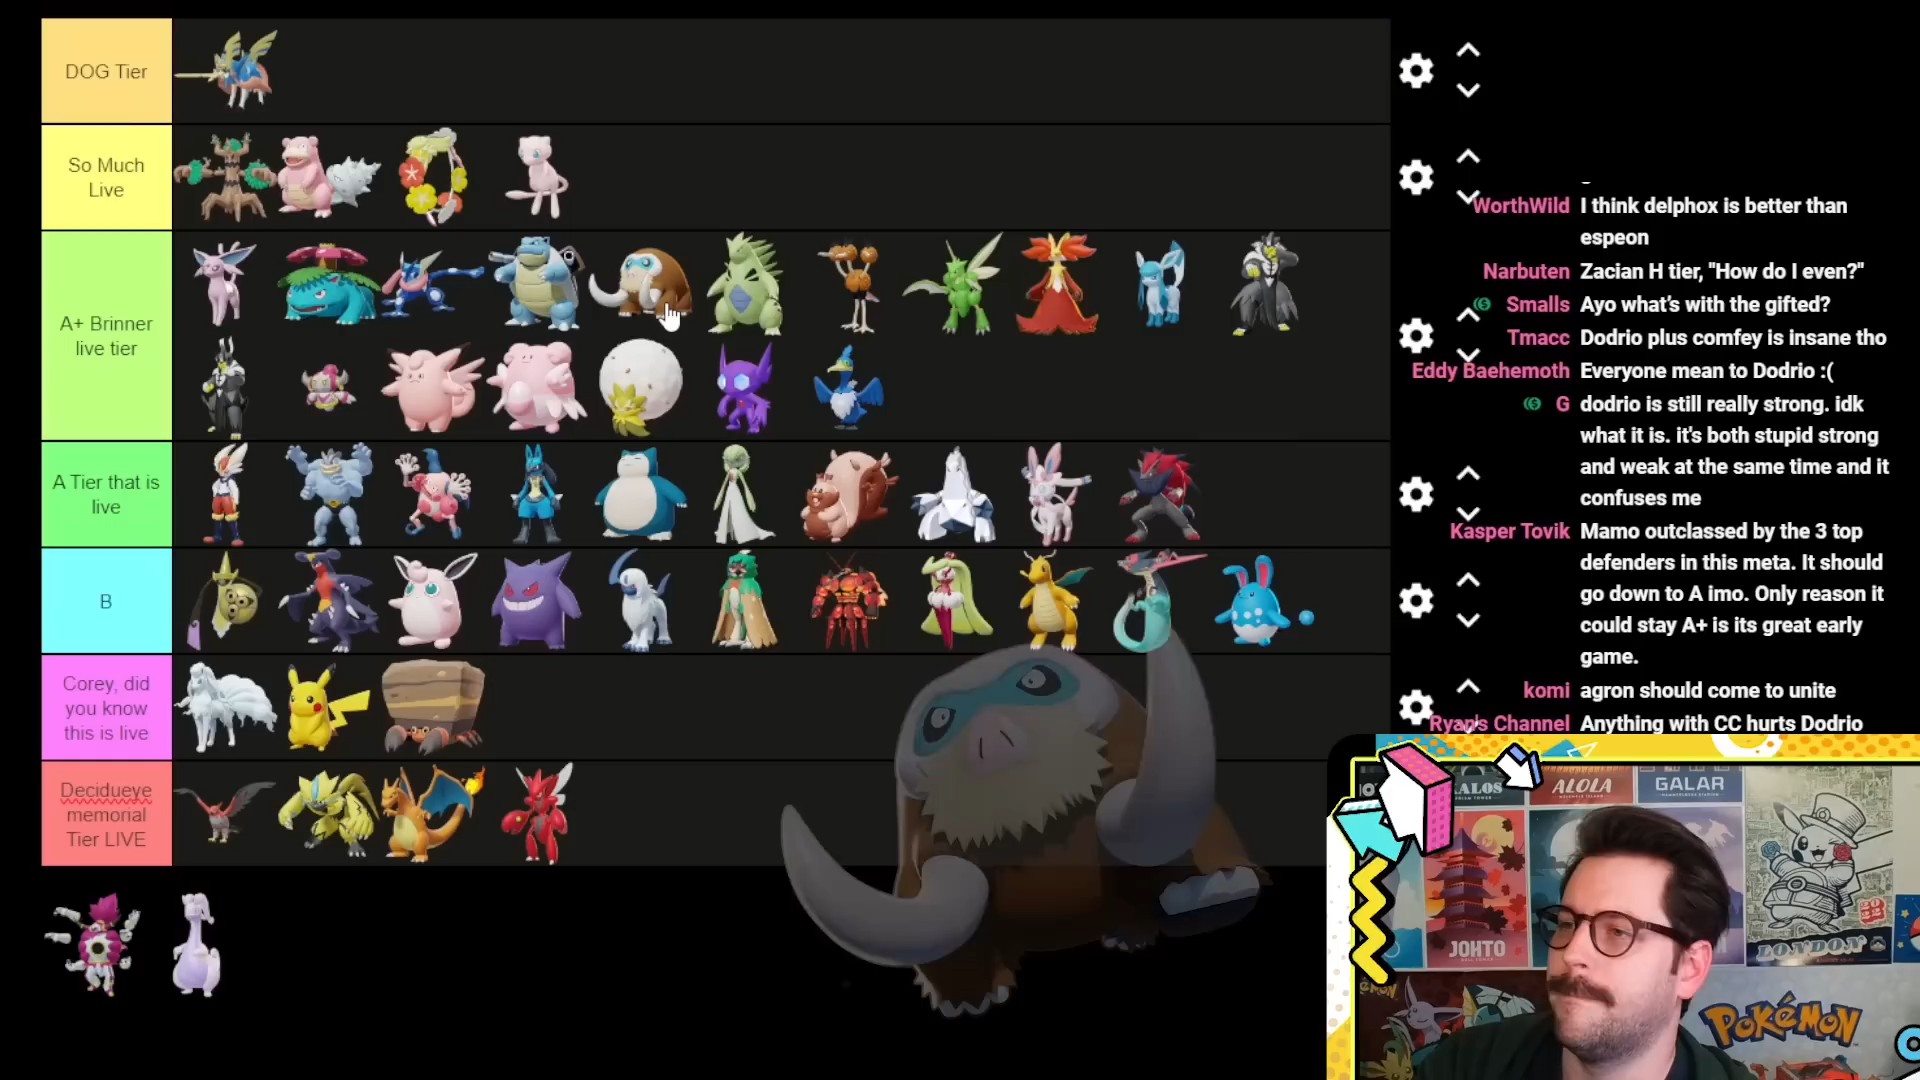 DOG Tier
So Much
Live
A+ Brinner
live tier
A Tier that is
live
B
Corey, did
you know
this is live
Decidueye
memorial
Tier LIVE
WorthWild I think delphox is better than
espeon
Narbuten Zacian H tier, "How do I even?"
Smalls Ayo what's with the gifted?
Tmacc Dodrio plus comfey is insane tho
Eddy Baehemoth Everyone mean to Dodrio :(
G dodrio is still really strong. idk
what it is. it's both stupid strong
and weak at the same time and it
confuses me
Kasper Tovik Mamo outclassed by the 3 top
defenders in this meta. It should
go down to A imo. Only reason it
could stay A+ is its great early
game.
komi agron should come to unite
Ryan's Channel Anything with CC hurts Dodrio
ALOLA
GALAR
JOHTO
2022
LONDON
POKéMON